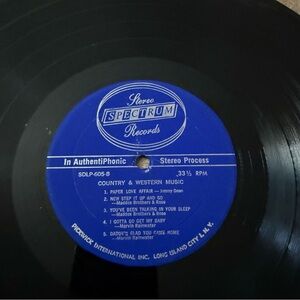 Stereo
SPECTRUM
Records
In AuthentiPhonic Stereo Process
SDLP-605-B 33⅓ RPM
COUNTRY & WESTERN MUSIC
1. PAPER LOVE AFFAIR —Jimmy Dean
2. NEW STEP IT UP AND GO
—Maddox Brothers & Rose
3. YOU'VE BEEN TALKING IN YOUR SLEEP
—Maddox Brothers & Rose
4. I GOTTA GO GET MY BABY
—Marvin Rainwater
5. DADDY'S GLAD YOU CAME HOME
—Marvin Rainwater
PREMIER INTERNATIONAL INC. LONG ISLAND CITY 1, N.Y.